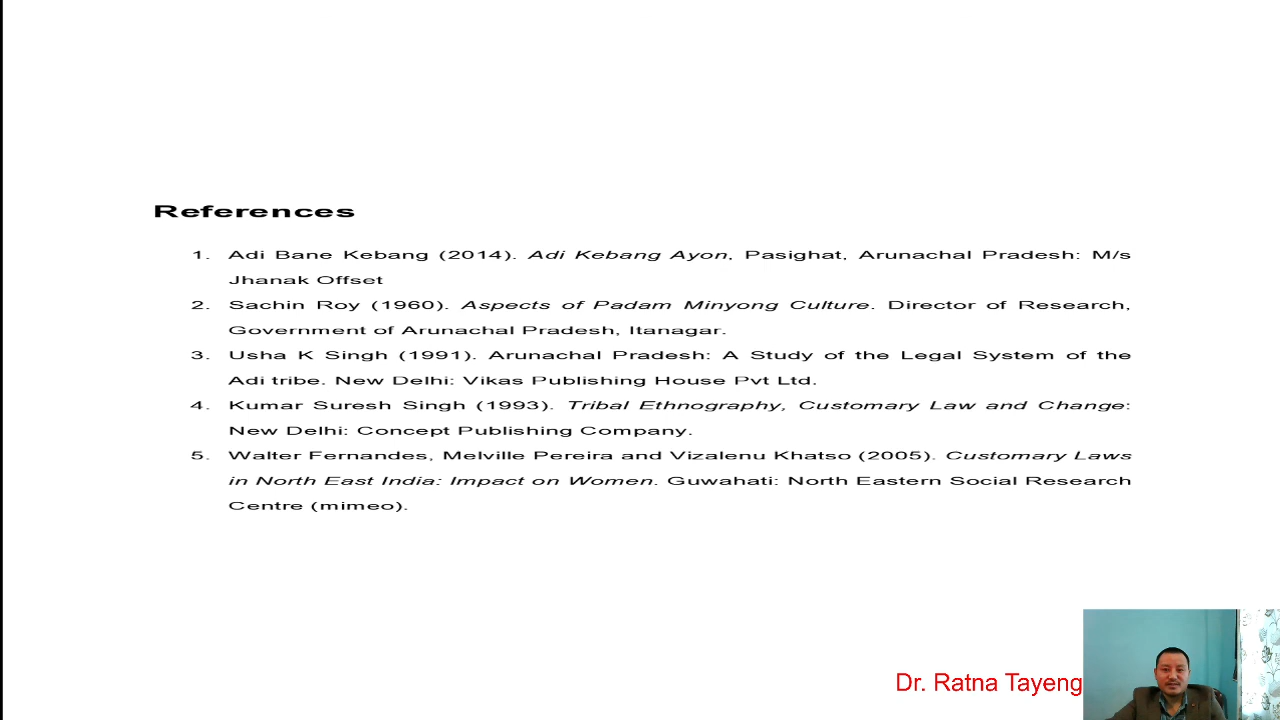 References
1. Adi Bane Kebang (2014). Adi Kebang Ayon, Pasighat, Arunachal Pradesh: M/s
Jhanak Offset
2. Sachin Roy (1960). Aspects of Padam Minyong Culture. Director of Research,
Government of Arunachal Pradesh, Itanagar.
3. Usha K Singh (1991). Arunachal Pradesh: A Study of the Legal System of the
Adi tribe. New Delhi: Vikas Publishing House Pvt Ltd.
4. Kumar Suresh Singh (1993). Tribal Ethnography, Customary Law and Change:
New Delhi: Concept Publishing Company.
5. Walter Fernandes, Melville Pereira and Vizalenu Khatso (2005). Customary Laws
in North East India: Impact on Women. Guwahati: North Eastern Social Research
Centre (mimeo).
Dr. Ratna Tayeng